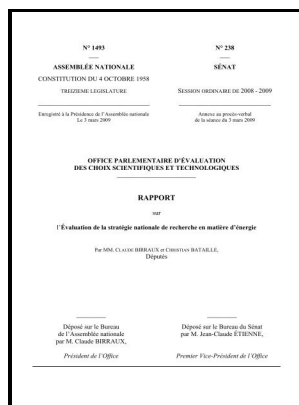 N° 1493
ASSEMBLÉE NATIONALE
CONSTITUTION DU 4 OCTOBRE 1958
TREIZIEME LEGISLATURE
Enregistré à la Présidence de l'Assemblée nationale
Le 3 mars 2009
N° 238
SÉNAT
SESSION ORDINAIRE DE 2008 - 2009
Annexe au procès-verbal
de la séance du 3 mars 2009
OFFICE PARLEMENTAIRE D'ÉVALUATION
DES CHOIX SCIENTIFIQUES ET TECHNOLOGIQUES
RAPPORT
sur
l'Évaluation de la stratégie nationale de recherche en matière d'énergie
Par MM. CLAUDE BIRRAUX et CHRISTIAN BATAILLE,
Députés
Déposé sur le Bureau
de l'Assemblée nationale
par M. Claude BIRRAUX,
Président de l'Office
Déposé sur le Bureau du Sénat
par M. Jean-Claude ÉTIENNE,
Premier Vice-Président de l'Office